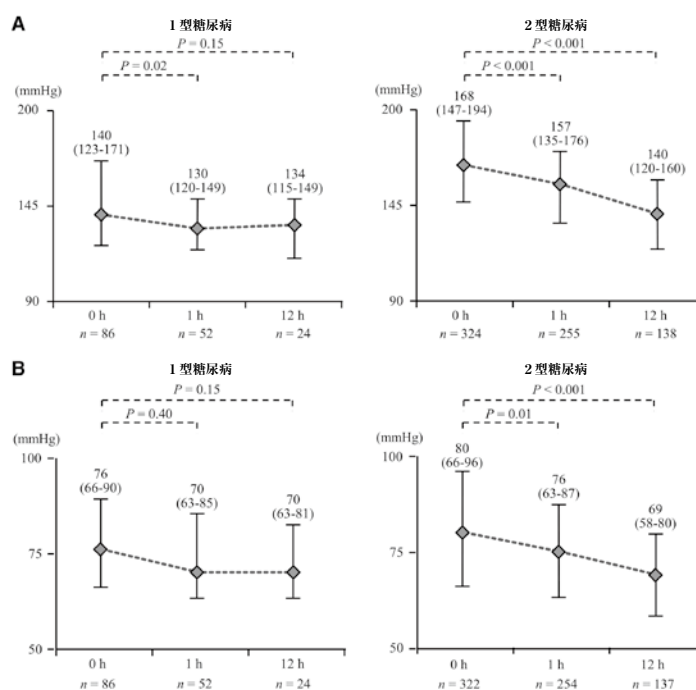 A
1 型糖尿病
P = 0.15
P = 0.02
(mmHg)
200
145
90
140
(123-171)
130
(120-149)
134
(115-149)
0 h
1 h
12 h
n = 86
n = 52
n = 24
2 型糖尿病
P < 0.001
P < 0.001
(mmHg)
200
145
90
168
(147-194)
157
(135-176)
140
(120-160)
0 h
1 h
12 h
n = 324
n = 255
n = 138
B
1 型糖尿病
P = 0.15
P = 0.40
(mmHg)
100
75
50
76
(66-90)
70
(63-85)
70
(63-81)
0 h
1 h
12 h
n = 86
n = 52
n = 24
2 型糖尿病
P < 0.001
P = 0.01
(mmHg)
100
75
50
80
(66-96)
76
(63-87)
69
(58-80)
0 h
1 h
12 h
n = 322
n = 254
n = 137